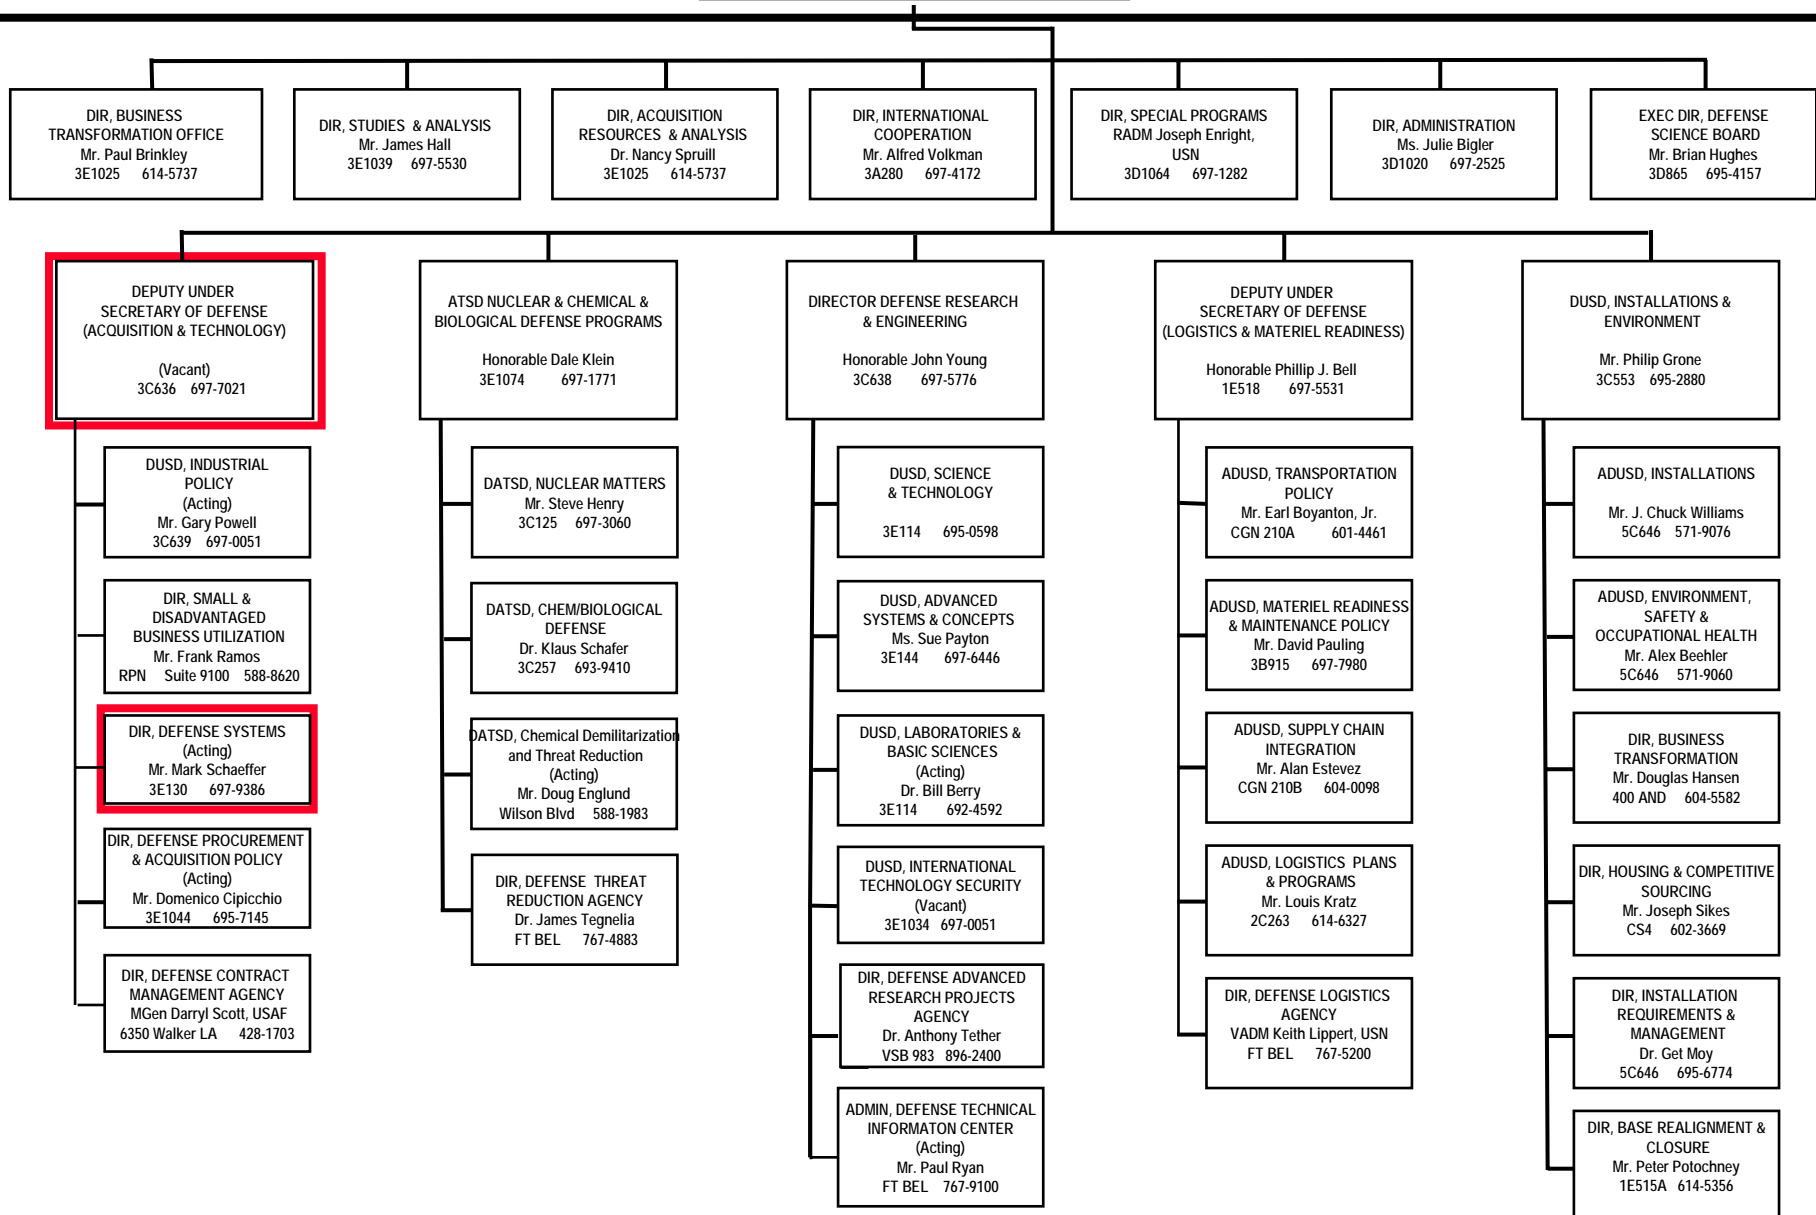 DIR, BUSINESS
TRANSFORMATION OFFICE
Mr. Paul Brinkley
3E1025 614-5737
DIR, STUDIES & ANALYSIS
Mr. James Hall
3E1039 697-5530
DIR, ACQUISITION
RESOURCES & ANALYSIS
Dr. Nancy Spruill
3E1025 614-5737
DIR, INTERNATIONAL
COOPERATION
Mr. Alfred Volkman
3A280 697-4172
DIR, SPECIAL PROGRAMS
RADM Joseph Enright,
USN
3D1064 697-1282
DIR, ADMINISTRATION
Ms. Julie Bigler
3D1020 697-2525
EXEC DIR, DEFENSE
SCIENCE BOARD
Mr. Brian Hughes
3D865 695-4157
DEPUTY UNDER
SECRETARY OF DEFENSE
(ACQUISITION & TECHNOLOGY)
(Vacant)
3C636 697-7021
DUSD, INDUSTRIAL
POLICY
(Acting)
Mr. Gary Powell
3C639 697-0051
DIR, SMALL &
DISADVANTAGED
BUSINESS UTILIZATION
Mr. Frank Ramos
RPN Suite 9100 588-8620
DIR, DEFENSE SYSTEMS
(Acting)
Mr. Mark Schaeffer
3E130 697-9386
DIR, DEFENSE PROCUREMENT
& ACQUISITION POLICY
(Acting)
Mr. Domenico Cipicchio
3E1044 695-7145
DIR, DEFENSE CONTRACT
MANAGEMENT AGENCY
MGen Darryl Scott, USAF
6350 Walker LA 428-1703
ATSD NUCLEAR & CHEMICAL &
BIOLOGICAL DEFENSE PROGRAMS
Honorable Dale Klein
3E1074 697-1771
DATSD, NUCLEAR MATTERS
Mr. Steve Henry
3C125 697-3060
DATSD, CHEM/BIOLOGICAL
DEFENSE
Dr. Klaus Schafer
3C257 693-9410
DATSD, Chemical Demilitarization
and Threat Reduction
(Acting)
Mr. Doug Englund
Wilson Blvd 588-1983
DIR, DEFENSE THREAT
REDUCTION AGENCY
Dr. James Tegnelia
FT BEL 767-4883
DIRECTOR DEFENSE RESEARCH
& ENGINEERING
Honorable John Young
3C638 697-5776
DUSD, SCIENCE
& TECHNOLOGY
3E114 695-0598
DUSD, ADVANCED
SYSTEMS & CONCEPTS
Ms. Sue Payton
3E144 697-6446
DUSD, LABORATORIES &
BASIC SCIENCES
(Acting)
Dr. Bill Berry
3E114 692-4592
DUSD, INTERNATIONAL
TECHNOLOGY SECURITY
(Vacant)
3E1034 697-0051
DIR, DEFENSE ADVANCED
RESEARCH PROJECTS
AGENCY
Dr. Anthony Tether
VSB 983 896-2400
ADMIN, DEFENSE TECHNICAL
INFORMATON CENTER
(Acting)
Mr. Paul Ryan
FT BEL 767-9100
DEPUTY UNDER
SECRETARY OF DEFENSE
(LOGISTICS & MATERIEL READINESS)
Honorable Phillip J. Bell
1E518 697-5531
ADUSD, TRANSPORTATION
POLICY
Mr. Earl Boyanton, Jr.
CGN 210A 601-4461
ADUSD, MATERIEL READINESS
& MAINTENANCE POLICY
Mr. David Pauling
3B915 697-7980
ADUSD, SUPPLY CHAIN
INTEGRATION
Mr. Alan Estevez
CGN 210B 604-0098
ADUSD, LOGISTICS PLANS
& PROGRAMS
Mr. Louis Kratz
2C263 614-6327
DIR, DEFENSE LOGISTICS
AGENCY
VADM Keith Lippert, USN
FT BEL 767-5200
DUSD, INSTALLATIONS &
ENVIRONMENT
Mr. Philip Grone
3C553 695-2880
ADUSD, INSTALLATIONS
Mr. J. Chuck Williams
5C646 571-9076
ADUSD, ENVIRONMENT,
SAFETY &
OCCUPATIONAL HEALTH
Mr. Alex Beehler
5C646 571-9060
DIR, BUSINESS
TRANSFORMATION
Mr. Douglas Hansen
400 AND 604-5582
DIR, HOUSING & COMPETITIVE
SOURCING
Mr. Joseph Sikes
CS4 602-3669
DIR, INSTALLATION
REQUIREMENTS &
MANAGEMENT
Dr. Get Moy
5C646 695-6774
DIR, BASE REALIGNMENT &
CLOSURE
Mr. Peter Potochney
1E515A 614-5356